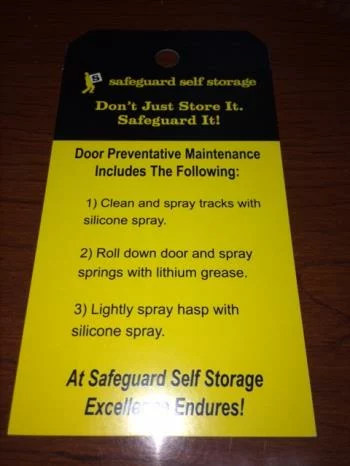 S
safeguard self storage
Don't Just Store It.
Safeguard It!
Door Preventative Maintenance
Includes The Following:
1) Clean and spray tracks with
silicone spray.
2) Roll down door and spray
springs with lithium grease.
3) Lightly spray hasp with
silicone spray.
At Safeguard Self Storage
Excellence Endures!